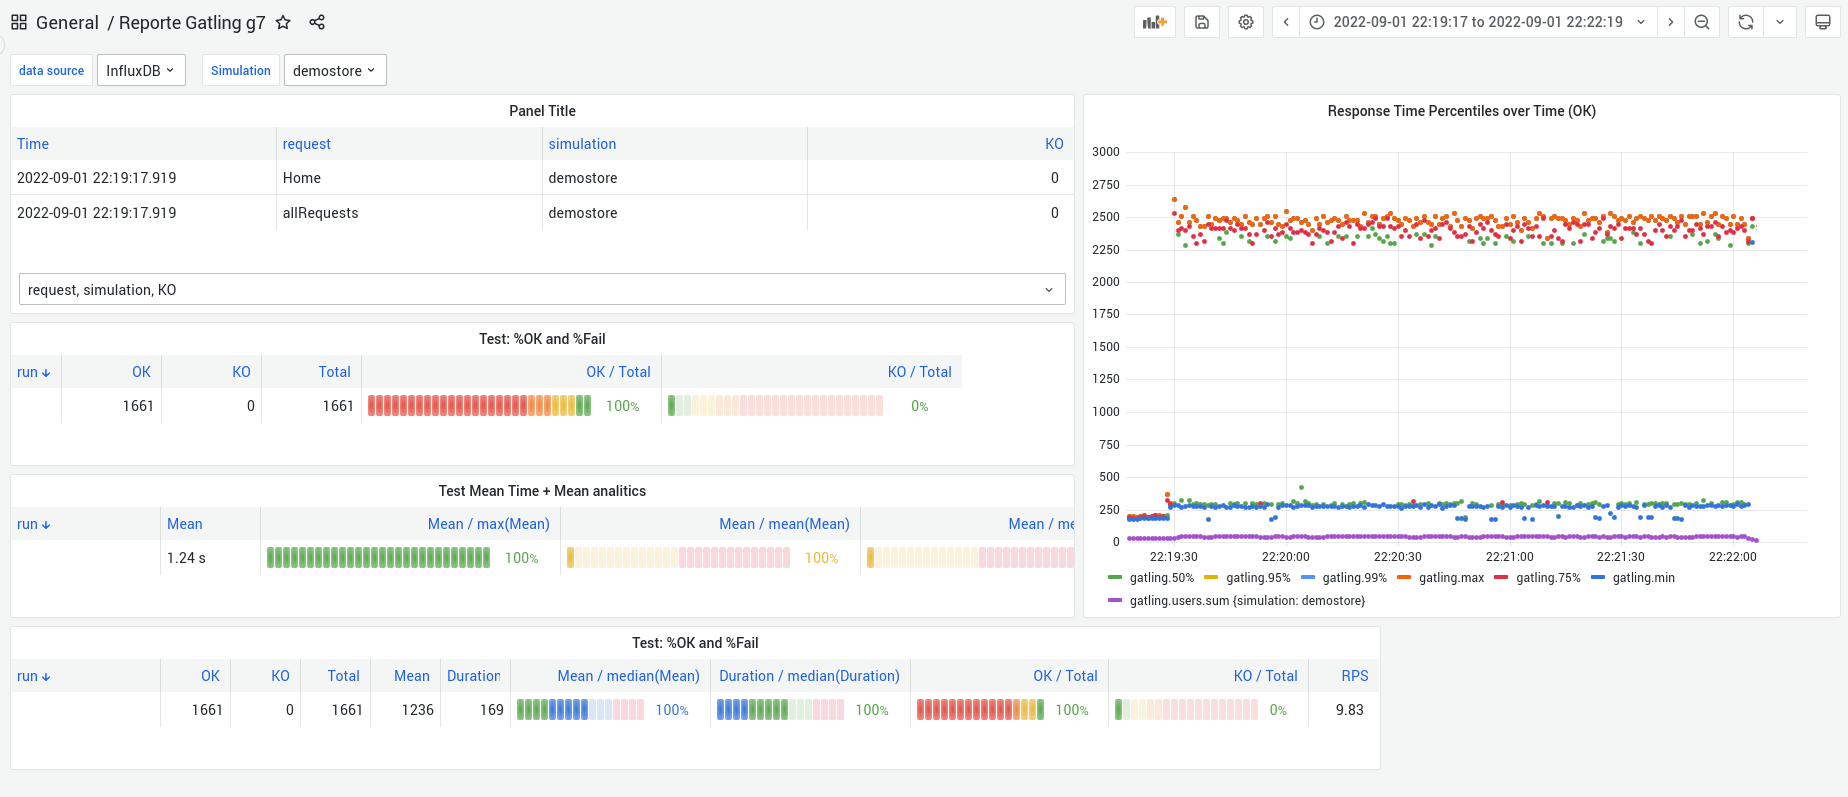 General / Reporte Gatling g7
2022-09-01 22:19:17 to 2022-09-01 22:22:19
data source InfluxDB Simulation demostore
Panel Title
Time request simulation KO
2022-09-01 22:19:17.919 Home demostore 0
2022-09-01 22:19:17.919 allRequests demostore 0
request, simulation, KO
Test: %OK and %Fail
run OK KO Total OK / Total KO / Total
1661 0 1661 100% 0%
Test Mean Time + Mean analitics
run Mean Mean / max(Mean) Mean / mean(Mean) Mean / me
1.24 s 100% 100%
Response Time Percentiles over Time (OK)
3000
2750
2500
2250
2000
1750
1500
1250
1000
750
500
250
0
22:19:30 22:20:00 22:20:30 22:21:00 22:21:30 22:22:00
gatling.50% gatling.95% gatling.99% gatling.max gatling.75% gatling.min
gatling.users.sum {simulation: demostore}
Test: %OK and %Fail
run OK KO Total Mean Duration Mean / median(Mean) Duration / median(Duration) OK / Total KO / Total RPS
1661 0 1661 1236 169 100% 100% 100% 0% 9.83